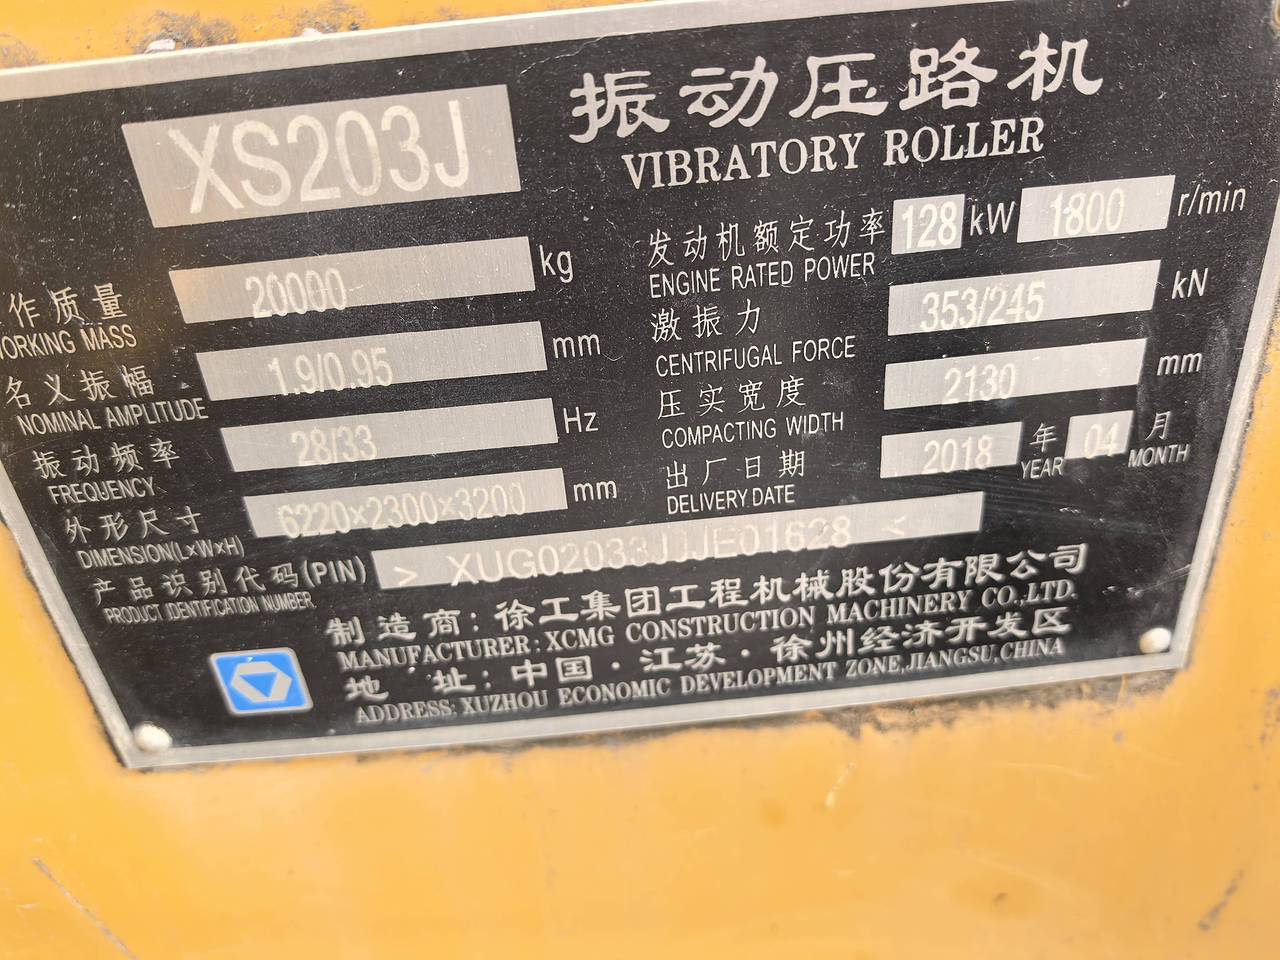 XS203J
振动压路机
VIBRATORY ROLLER
作质量 20000 kg
WORKING MASS
名义振幅 1.9/0.95 mm
NOMINAL AMPLITUDE
振动频率 28/33 Hz
FREQUENCY
外形尺寸 6220×2300×3200 mm
DIMENSION(L×W×H)
发动机额定功率 128 kW 1800 r/min
ENGINE RATED POWER
激振力 353/245 kN
CENTRIFUGAL FORCE
压实宽度 2130 mm
COMPACTING WIDTH
出厂日期 2018 年 04 月
DELIVERY DATE YEAR MONTH
产品识别代码(PIN) > XUG02033JJJE01628 <
PRODUCT IDENTIFICATION NUMBER
制造商:徐工集团工程机械股份有限公司
MANUFACTURER:XCMG CONSTRUCTION MACHINERY CO.,LTD.
地址:中国·江苏·徐州经济开发区
ADDRESS: XUZHOU ECONOMIC DEVELOPMENT ZONE,JIANGSU,CHINA